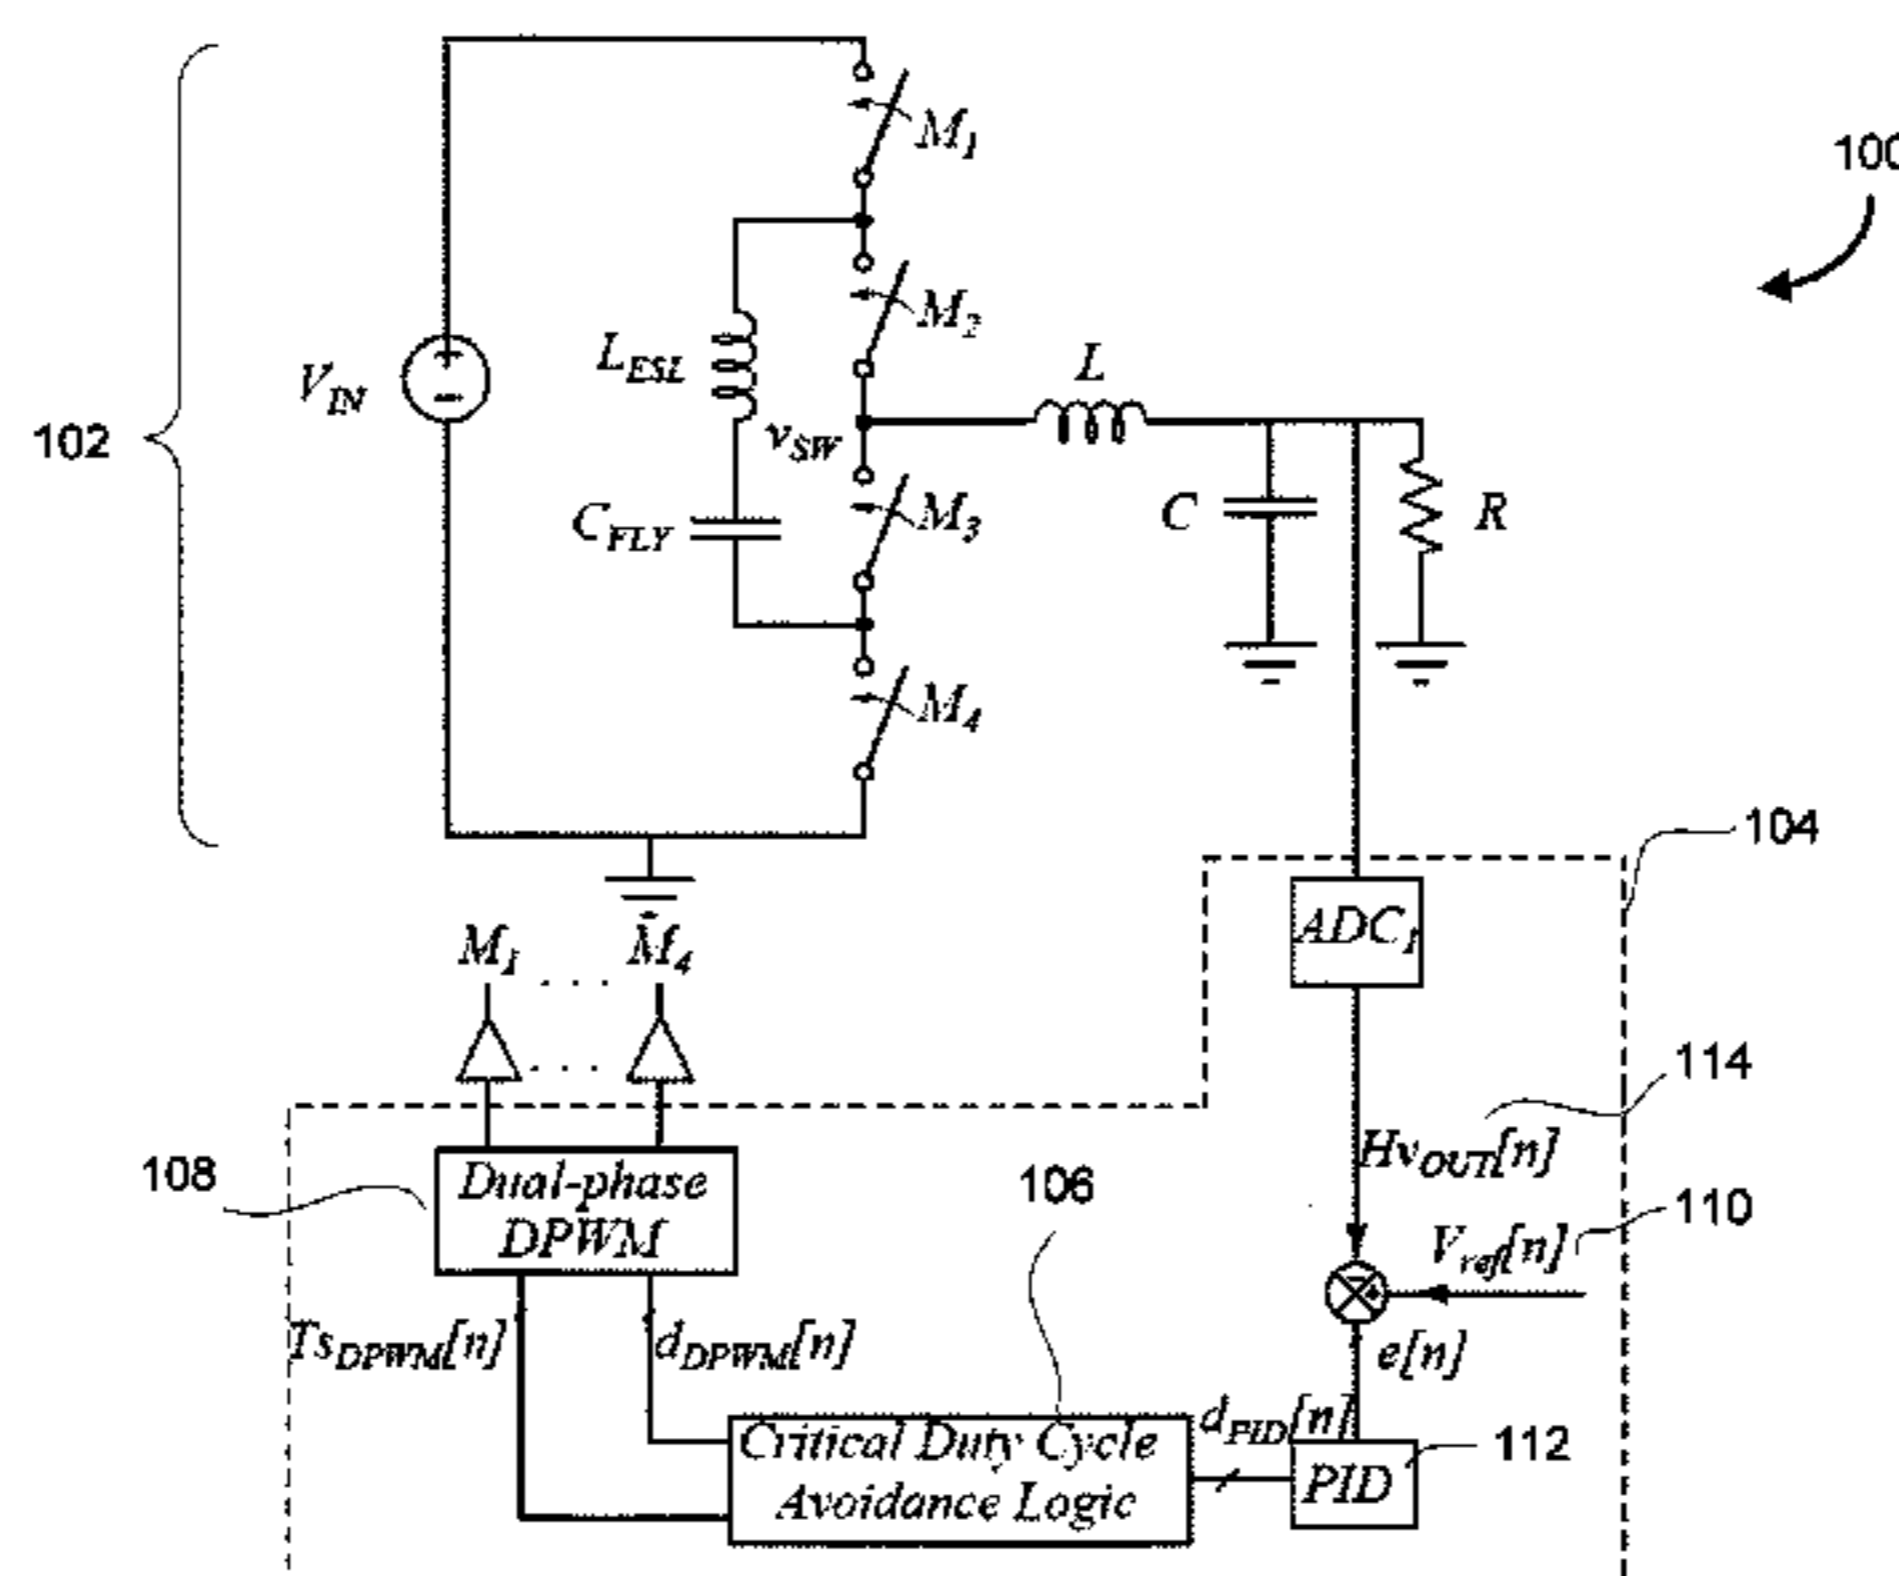 M1
100
M2
LESL
L
VIN
102
vSW
CFLY
M3
C
R
M4
104
ADC1
M1 . . . M4
. . .
114
HvOUT[n]
108
Dual-phase
DPWM
106
110
Vref[n]
TsDPWM[n]
dDPWM[n]
e[n]
dPID[n]
Critical Duty Cycle
Avoidance Logic
112
PID